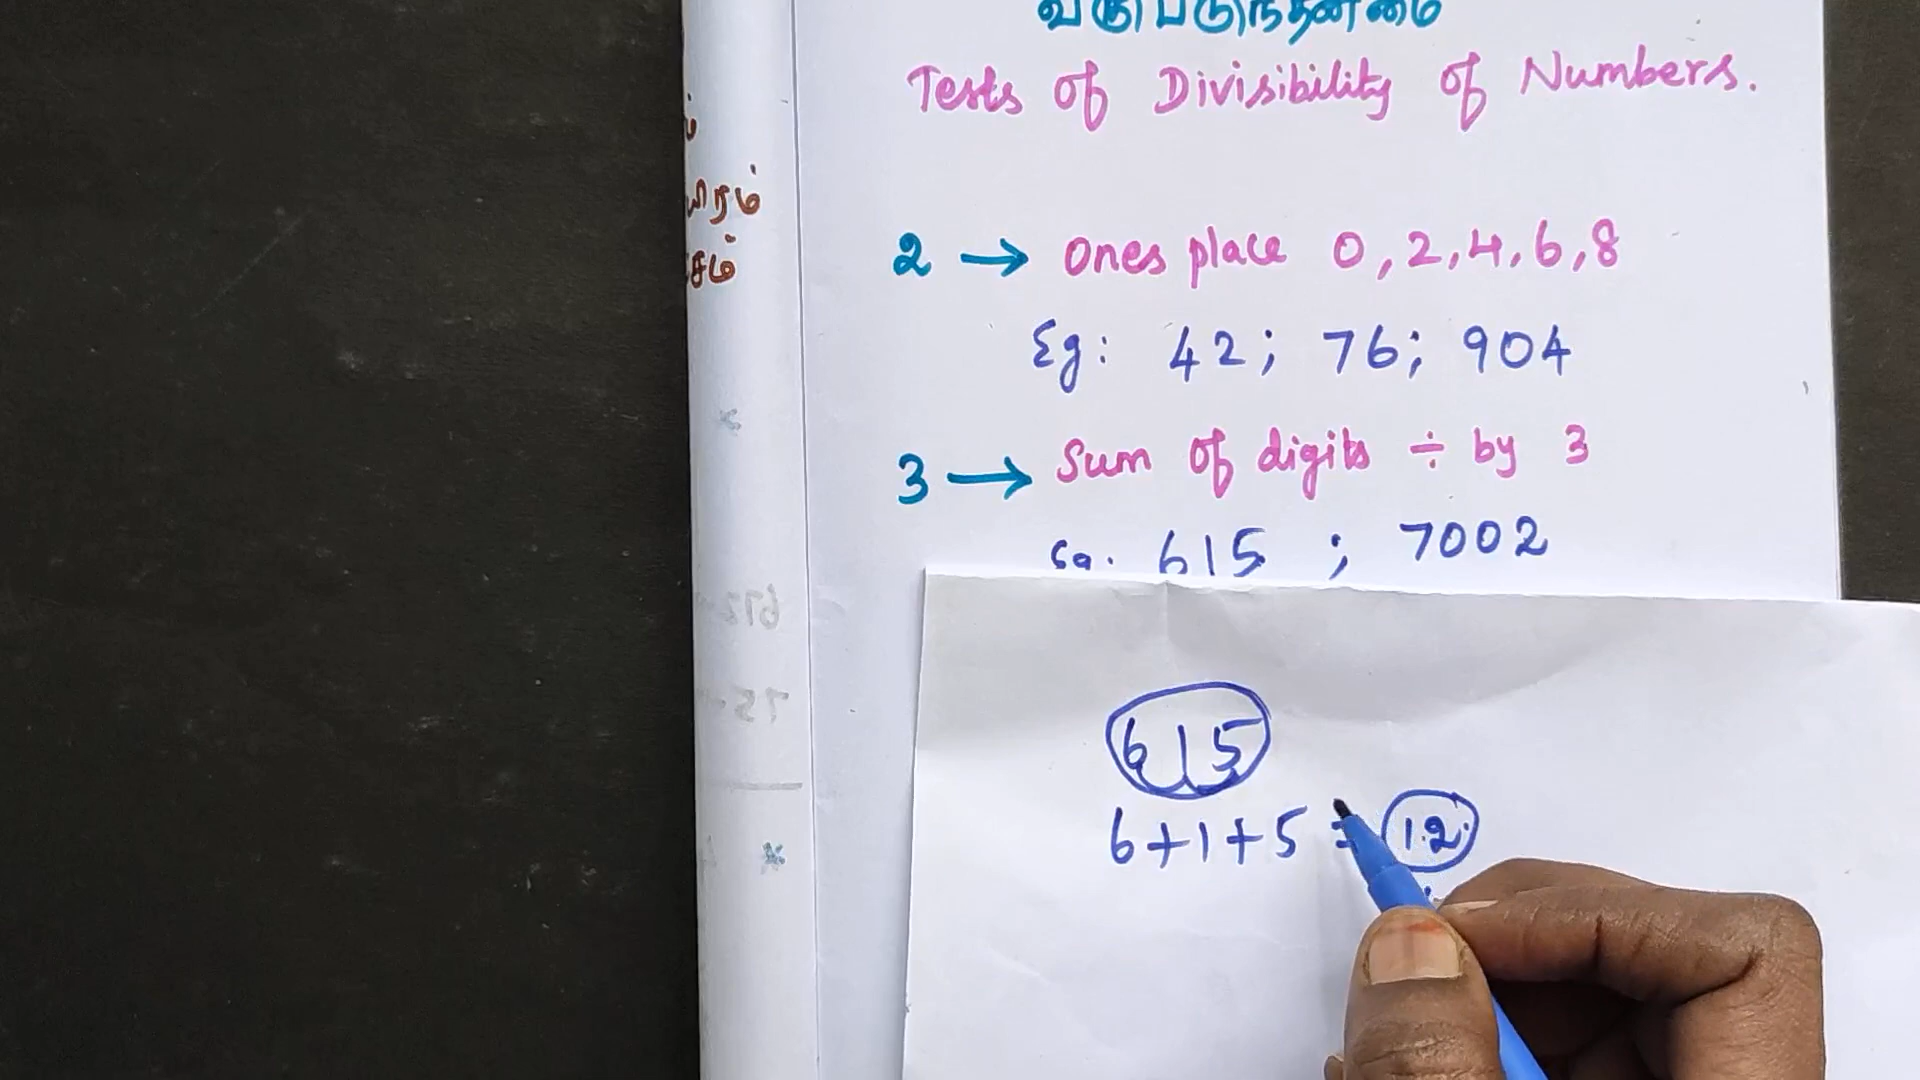 Tests of Divisibility of Numbers.
2 → Ones place 0,2,4,6,8
Eg: 42; 76; 904
3 → Sum of digits ÷ by 3
Eg. 615 ; 7002
615
6+1+5 = 12